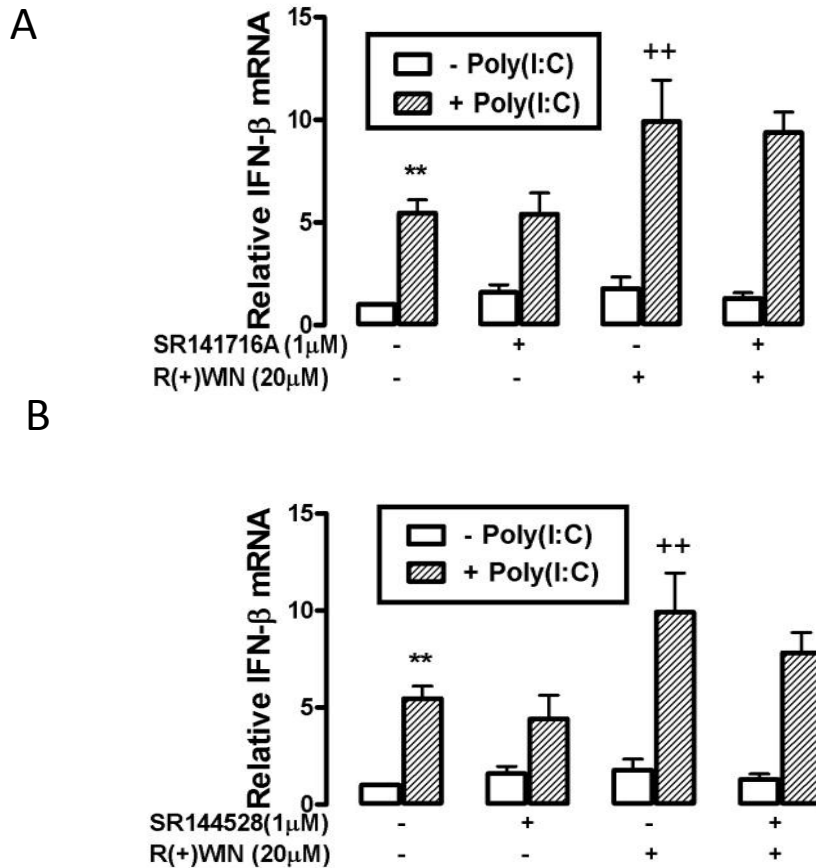 A
Relative IFN-β mRNA
15
10
5
0
- Poly(I:C)
+ Poly(I:C)
**
++
SR141716A (1μM) - + - +
R(+)WIN (20μM) - - + +
B
Relative IFN-β mRNA
15
10
5
0
- Poly(I:C)
+ Poly(I:C)
**
++
SR144528(1μM) - + - +
R(+)WIN (20μM) - - + +